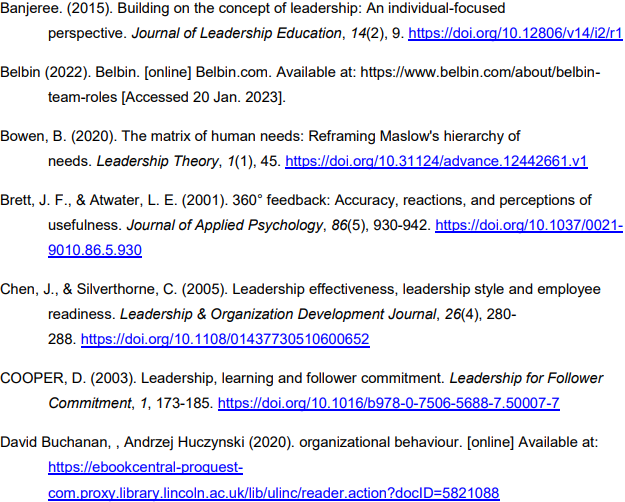 Banjeree. (2015). Building on the concept of leadership: An individual-focused
perspective. Journal of Leadership Education, 14(2), 9. https://doi.org/10.12806/v14/i2/r1
Belbin (2022). Belbin. [online] Belbin.com. Available at: https://www.belbin.com/about/belbin-
team-roles [Accessed 20 Jan. 2023].
Bowen, B. (2020). The matrix of human needs: Reframing Maslow's hierarchy of
needs. Leadership Theory, 1(1), 45. https://doi.org/10.31124/advance.12442661.v1
Brett, J. F., & Atwater, L. E. (2001). 360° feedback: Accuracy, reactions, and perceptions of
usefulness. Journal of Applied Psychology, 86(5), 930-942. https://doi.org/10.1037/0021-
9010.86.5.930
Chen, J., & Silverthorne, C. (2005). Leadership effectiveness, leadership style and employee
readiness. Leadership & Organization Development Journal, 26(4), 280-
288. https://doi.org/10.1108/01437730510600652
COOPER, D. (2003). Leadership, learning and follower commitment. Leadership for Follower
Commitment, 1, 173-185. https://doi.org/10.1016/b978-0-7506-5688-7.50007-7
David Buchanan, , Andrzej Huczynski (2020). organizational behaviour. [online] Available at:
https://ebookcentral-proquest-
com.proxy.library.lincoln.ac.uk/lib/ulinc/reader.action?docID=5821088